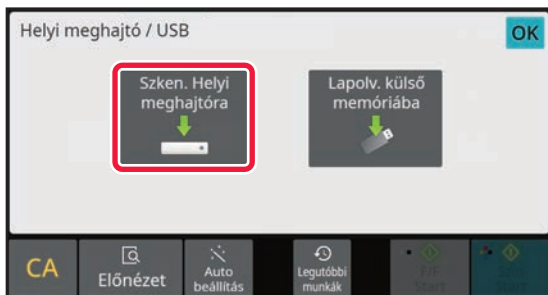 Helyi meghajtó / USB
OK
Szken. Helyi
meghajtóra
Lapolv. külső
memóriába
CA
Előnézet
Auto
beállítás
Legutóbbi
munkák
F/F
Start
Start